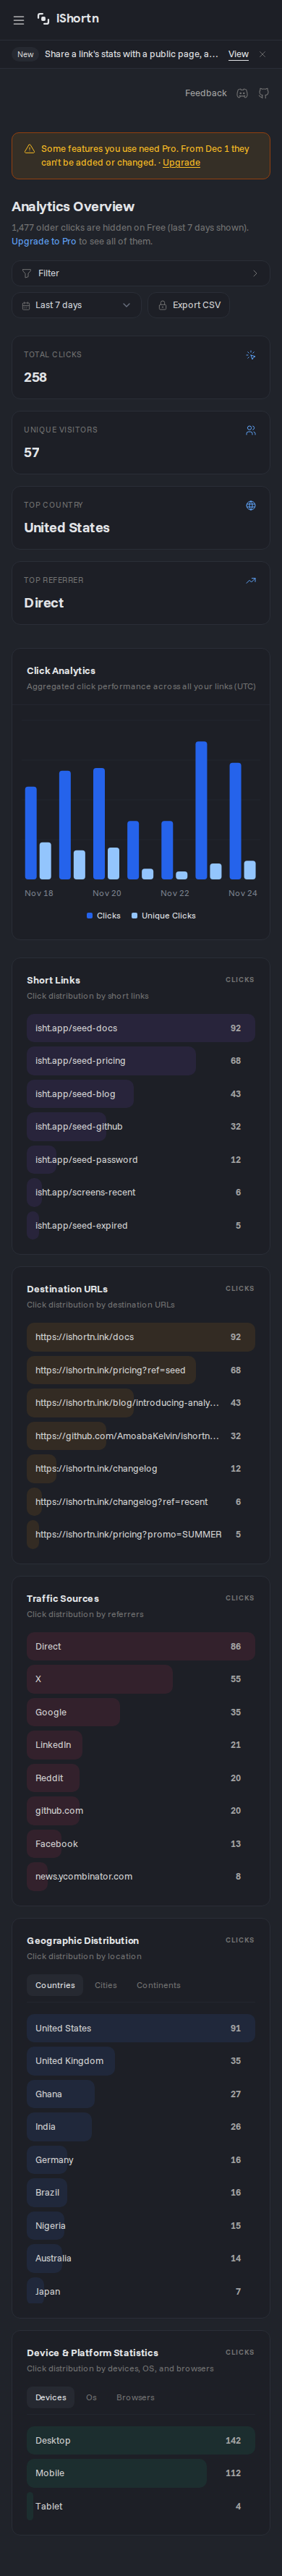 IShortn
New Share a link's stats with a public page, a... View
Feedback
Some features you use need Pro. From Dec 1 they
can't be added or changed. · Upgrade
Analytics Overview
1,477 older clicks are hidden on Free (last 7 days shown).
Upgrade to Pro to see all of them.
Filter
Last 7 days Export CSV
TOTAL CLICKS
258
UNIQUE VISITORS
57
TOP COUNTRY
United States
TOP REFERRER
Direct
Click Analytics
Aggregated click performance across all your links (UTC)
Nov 18 Nov 20 Nov 22 Nov 24
Clicks Unique Clicks
Short Links CLICKS
Click distribution by short links
isht.app/seed-docs 92
isht.app/seed-pricing 68
isht.app/seed-blog 43
isht.app/seed-github 32
isht.app/seed-password 12
isht.app/screens-recent 6
isht.app/seed-expired 5
Destination URLs CLICKS
Click distribution by destination URLs
https://ishortn.ink/docs 92
https://ishortn.ink/pricing?ref=seed 68
https://ishortn.ink/blog/introducing-analy... 43
https://github.com/AmoabaKelvin/ishortn... 32
https://ishortn.ink/changelog 12
https://ishortn.ink/changelog?ref=recent 6
https://ishortn.ink/pricing?promo=SUMMER 5
Traffic Sources CLICKS
Click distribution by referrers
Direct 86
X 55
Google 35
LinkedIn 21
Reddit 20
github.com 20
Facebook 13
news.ycombinator.com 8
Geographic Distribution CLICKS
Click distribution by location
Countries Cities Continents
United States 91
United Kingdom 35
Ghana 27
India 26
Germany 16
Brazil 16
Nigeria 15
Australia 14
Japan 7
Device & Platform Statistics CLICKS
Click distribution by devices, OS, and browsers
Devices Os Browsers
Desktop 142
Mobile 112
Tablet 4